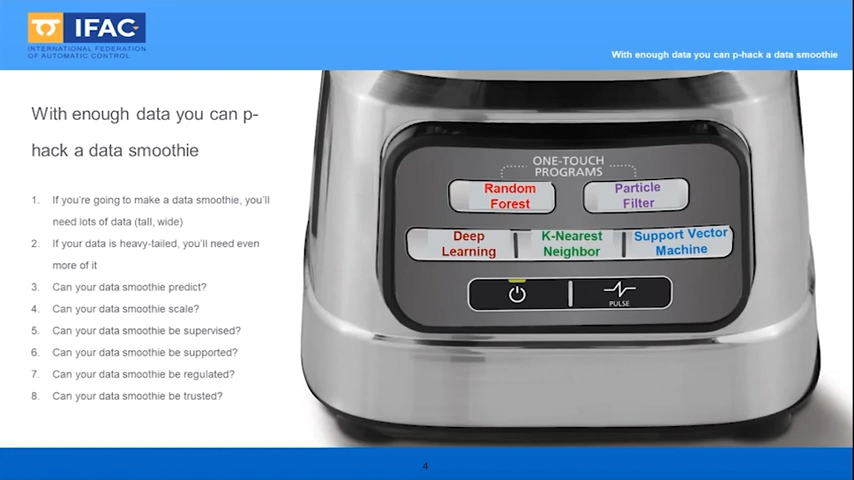 IFAC
INTERNATIONAL FEDERATION
OF AUTOMATIC CONTROL
With enough data you can p-hack a data smoothie
With enough data you can p-
hack a data smoothie
1. If you're going to make a data smoothie, you'll
need lots of data (tall, wide)
2. If your data is heavy-tailed, you'll need even
more of it
3. Can your data smoothie predict?
4. Can your data smoothie scale?
5. Can your data smoothie be supervised?
6. Can your data smoothie be supported?
7. Can your data smoothie be regulated?
8. Can your data smoothie be trusted?
ONE-TOUCH
PROGRAMS
Random
Forest
Particle
Filter
Deep
Learning
K-Nearest
Neighbor
Support Vector
Machine
PULSE
4